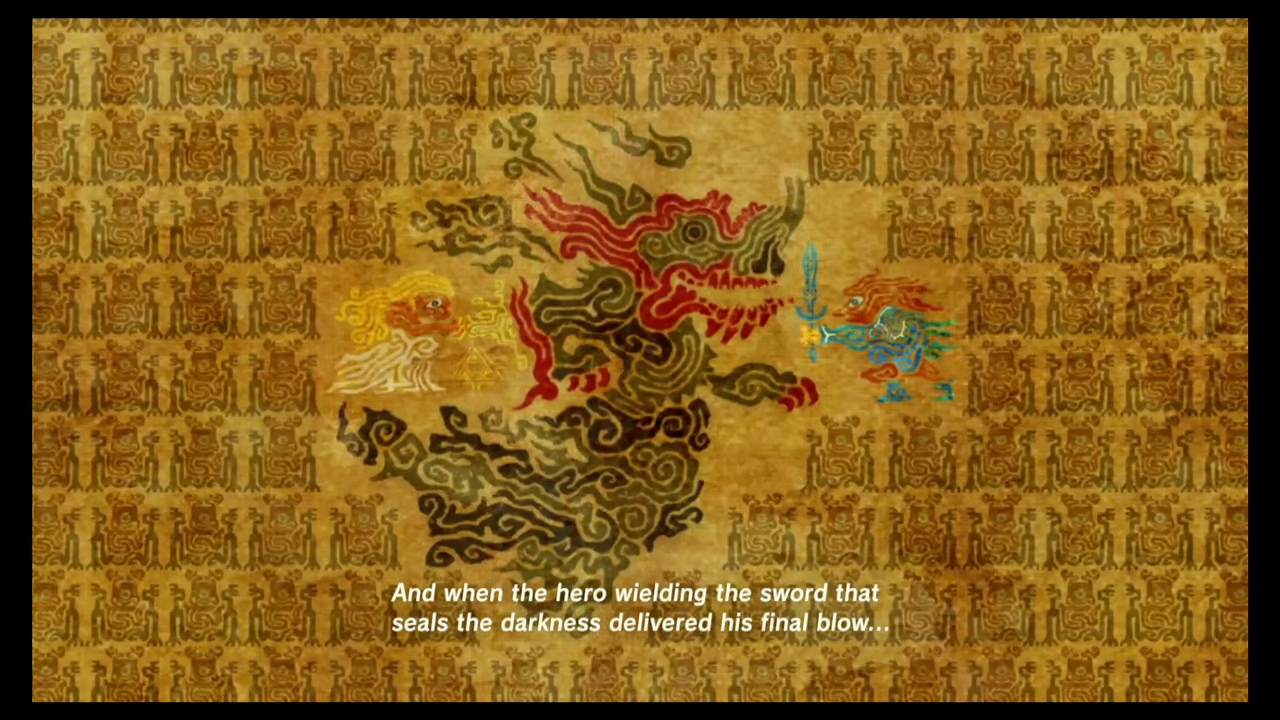 And when the hero wielding the sword that
seals the darkness delivered his final blow...